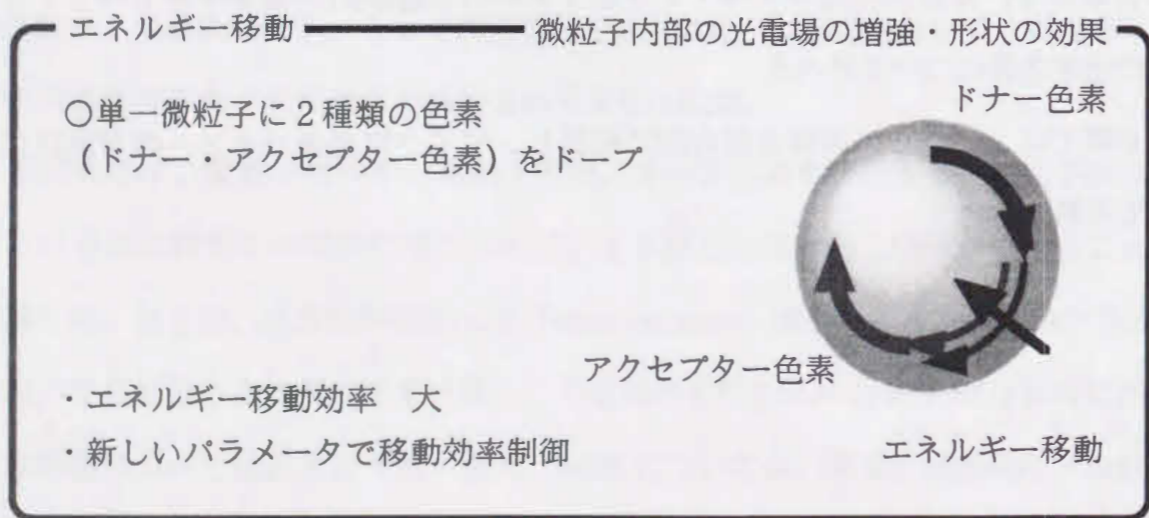 エネルギー移動
微粒子内部の光電場の増強・形状の効果
○単一微粒子に2種類の色素
(ドナー・アクセプター色素)をドープ
ドナー色素
アクセプター色素
・エネルギー移動効率 大
・新しいパラメータで移動効率制御
エネルギー移動